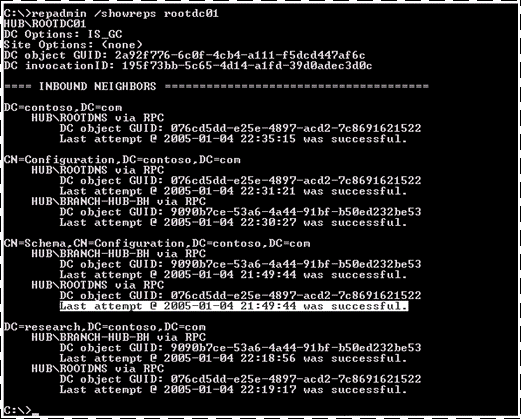 C:\>repadmin /showreps rootdc01
HUB\ROOTDC01
DC Options: IS_GC
Site Options: (none)
DC object GUID: 2a92f776-6c0f-4cb4-a111-f5dcd447af6c
DC invocationID: 195f73bb-5c65-4d14-a1fd-39d0adec3d0c
==== INBOUND NEIGHBORS ======================================
DC=contoso,DC=com
HUB\ROOTDNS via RPC
DC object GUID: 076cd5dd-e25e-4897-acd2-7c8691621522
Last attempt @ 2005-01-04 22:35:15 was successful.
CN=Configuration,DC=contoso,DC=com
HUB\ROOTDNS via RPC
DC object GUID: 076cd5dd-e25e-4897-acd2-7c8691621522
Last attempt @ 2005-01-04 22:31:21 was successful.
HUB\BRANCH-HUB-BH via RPC
DC object GUID: 9090b7ce-53a6-4a44-91bf-b50ed232be53
Last attempt @ 2005-01-04 22:30:27 was successful.
CN=Schema,CN=Configuration,DC=contoso,DC=com
HUB\BRANCH-HUB-BH via RPC
DC object GUID: 9090b7ce-53a6-4a44-91bf-b50ed232be53
Last attempt @ 2005-01-04 21:49:44 was successful.
HUB\ROOTDNS via RPC
DC object GUID: 076cd5dd-e25e-4897-acd2-7c8691621522
Last attempt @ 2005-01-04 21:49:44 was successful.
DC=research,DC=contoso,DC=com
HUB\BRANCH-HUB-BH via RPC
DC object GUID: 9090b7ce-53a6-4a44-91bf-b50ed232be53
Last attempt @ 2005-01-04 22:18:56 was successful.
HUB\ROOTDNS via RPC
DC object GUID: 076cd5dd-e25e-4897-acd2-7c8691621522
Last attempt @ 2005-01-04 22:19:17 was successful.
C:\>_